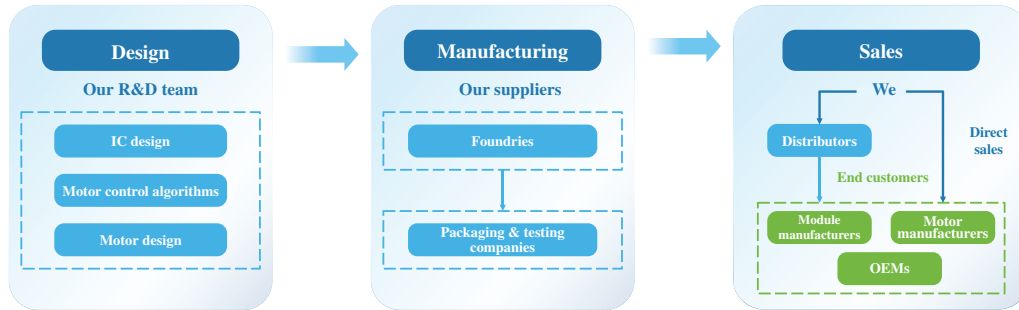 Design
Our R&D team
IC design
Motor control algorithms
Motor design
Manufacturing
Our suppliers
Foundries
Packaging & testing
companies
Sales
We
Distributors
Direct
sales
End customers
Module
manufacturers
Motor
manufacturers
OEMs